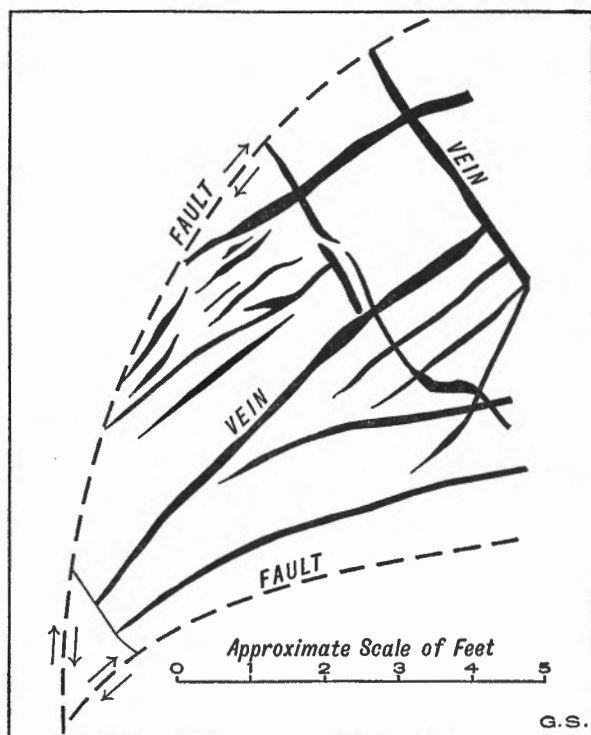 FAULT
VEIN
VEIN
FAULT
Approximate Scale of Feet
0 1 2 3 4 5
G.S.